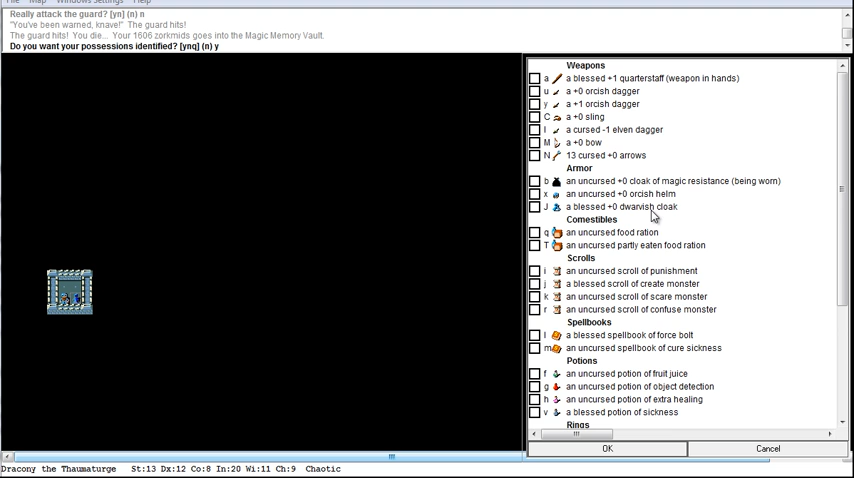 File Map Windows Settings Help
Really attack the guard? [yn] (n) n
"You've been warned, knave!" The guard hits!
The guard hits! You die... Your 1606 zorkmids goes into the Magic Memory Vault.
Do you want your possessions identified? [ynq] (n) y
Weapons
a a blessed +1 quarterstaff (weapon in hands)
u a +0 orcish dagger
y a +1 orcish dagger
C a +0 sling
I a cursed -1 elven dagger
M a +0 bow
N 13 cursed +0 arrows
Armor
b an uncursed +0 cloak of magic resistance (being worn)
x an uncursed +0 orcish helm
J a blessed +0 dwarvish cloak
Comestibles
q an uncursed food ration
T an uncursed partly eaten food ration
Scrolls
i an uncursed scroll of punishment
j a blessed scroll of create monster
k an uncursed scroll of scare monster
r an uncursed scroll of confuse monster
Spellbooks
l a blessed spellbook of force bolt
m an uncursed spellbook of cure sickness
Potions
f an uncursed potion of fruit juice
g an uncursed potion of object detection
h an uncursed potion of extra healing
v a blessed potion of sickness
Rings
OK Cancel
Dracony the Thaumaturge St:13 Dx:12 Co:8 In:20 Wi:11 Ch:9 Chaotic